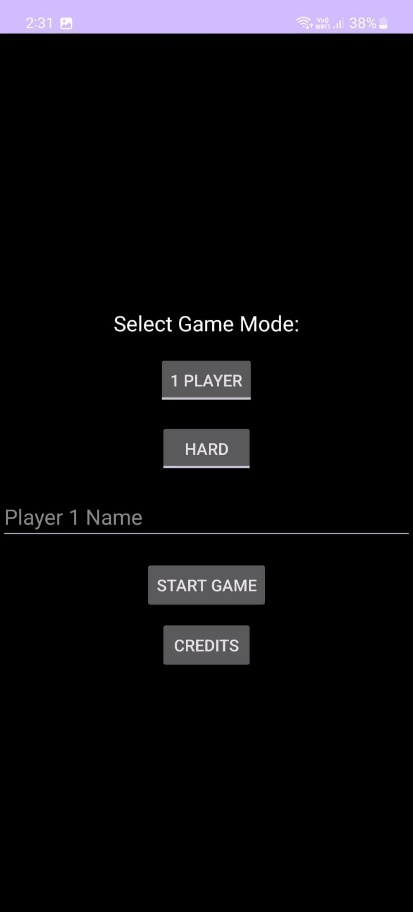 2:31 38%
Select Game Mode:
1 PLAYER
HARD
Player 1 Name
START GAME
CREDITS